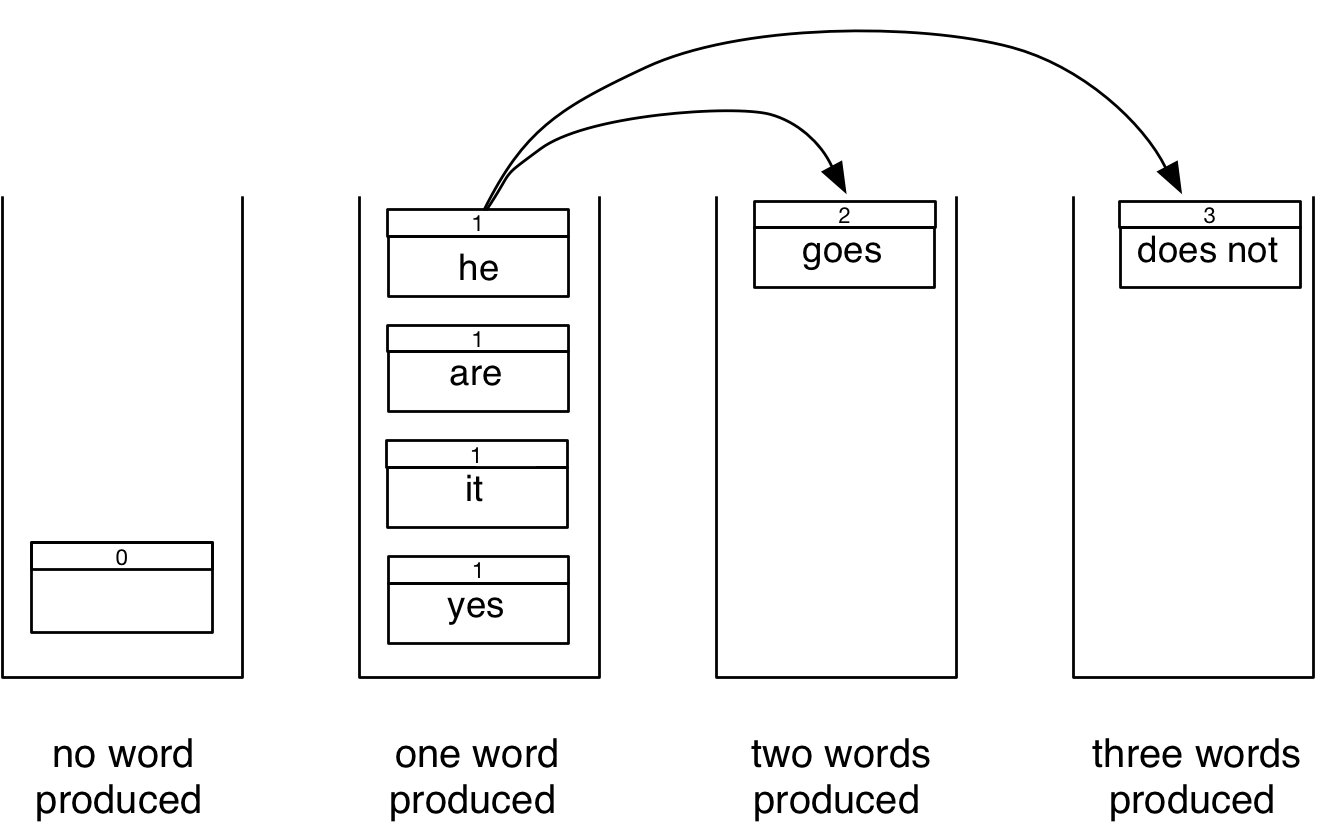 1
he
1
are
1
it
1
yes
0
2
goes
3
does not
no word
produced
one word
produced
two words
produced
three words
produced